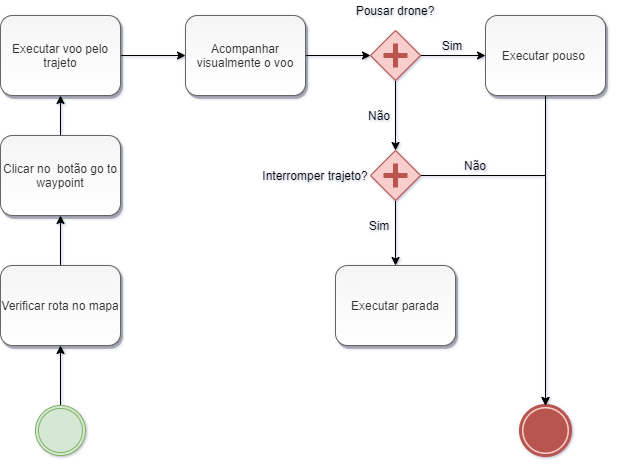 Pousar drone?
Executar voo pelo
trajeto
Acompanhar
visualmente o voo
Sim
Executar pouso
Não
Clicar no botão go to
waypoint
Interromper trajeto?
Não
Sim
Verificar rota no mapa
Executar parada